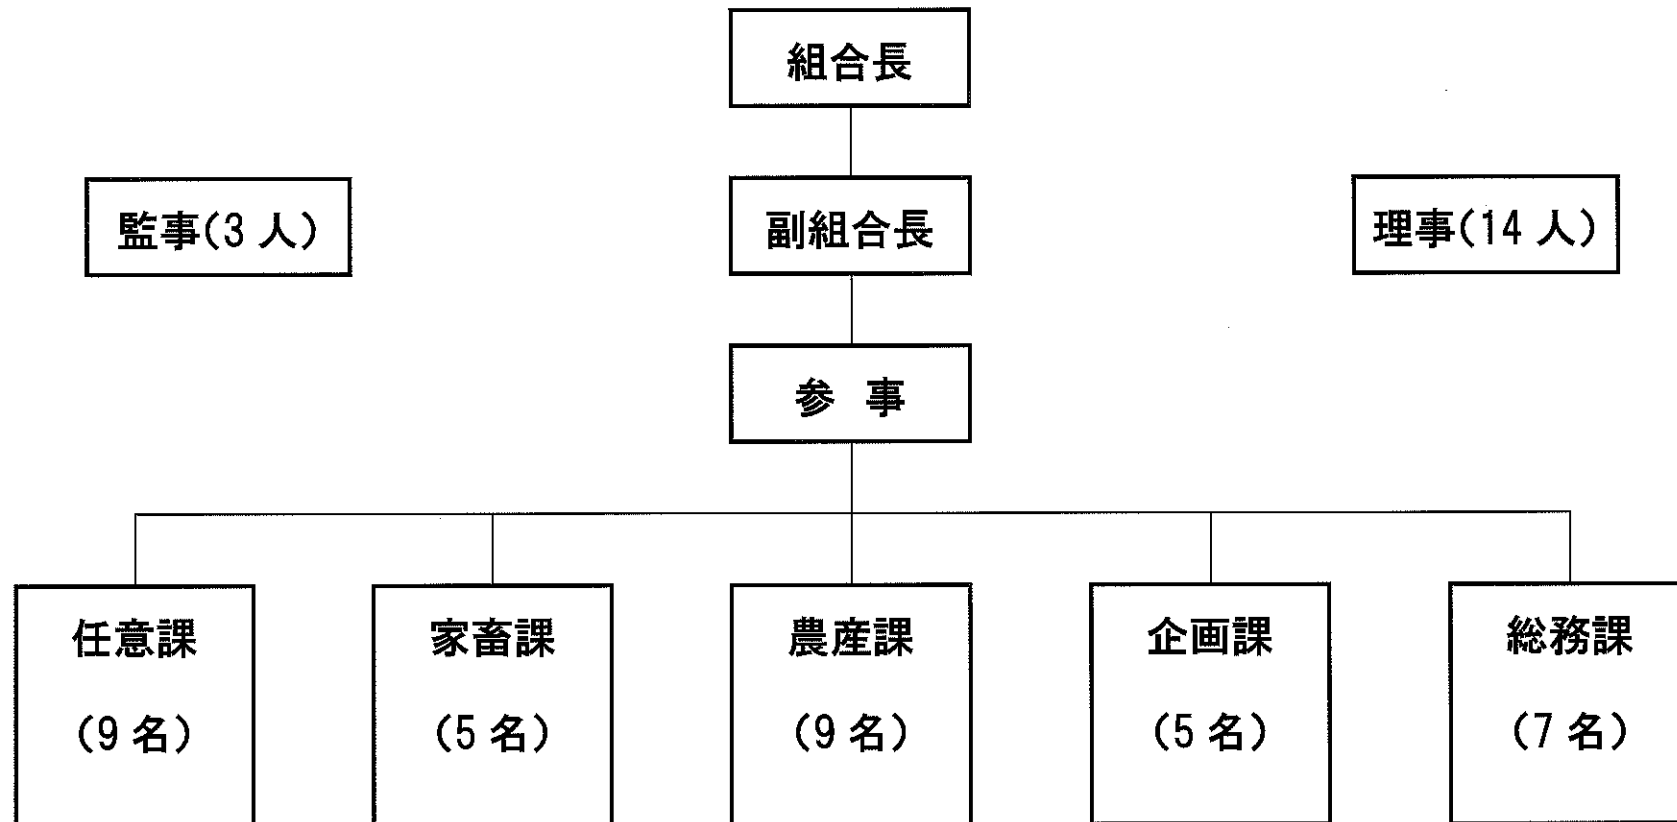 組合長
監事(3人)
副組合長
理事(14人)
参 事
任意課
(9名)
家畜課
(5名)
農産課
(9名)
企画課
(5名)
総務課
(7名)